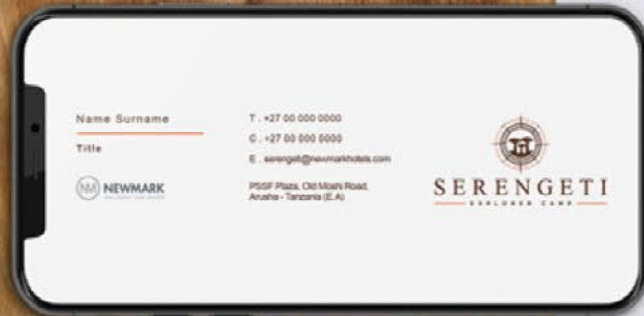 Name Surname
Title
NM NEWMARK
T . +27 00 000 0000
C . +27 00 000 0000
E . serengeti@newmarkhotels.com
PSSF Plaza, Old Moshi Road,
Arusha - Tanzania (E.A)
SERENGETI
EXPLORER CAMP